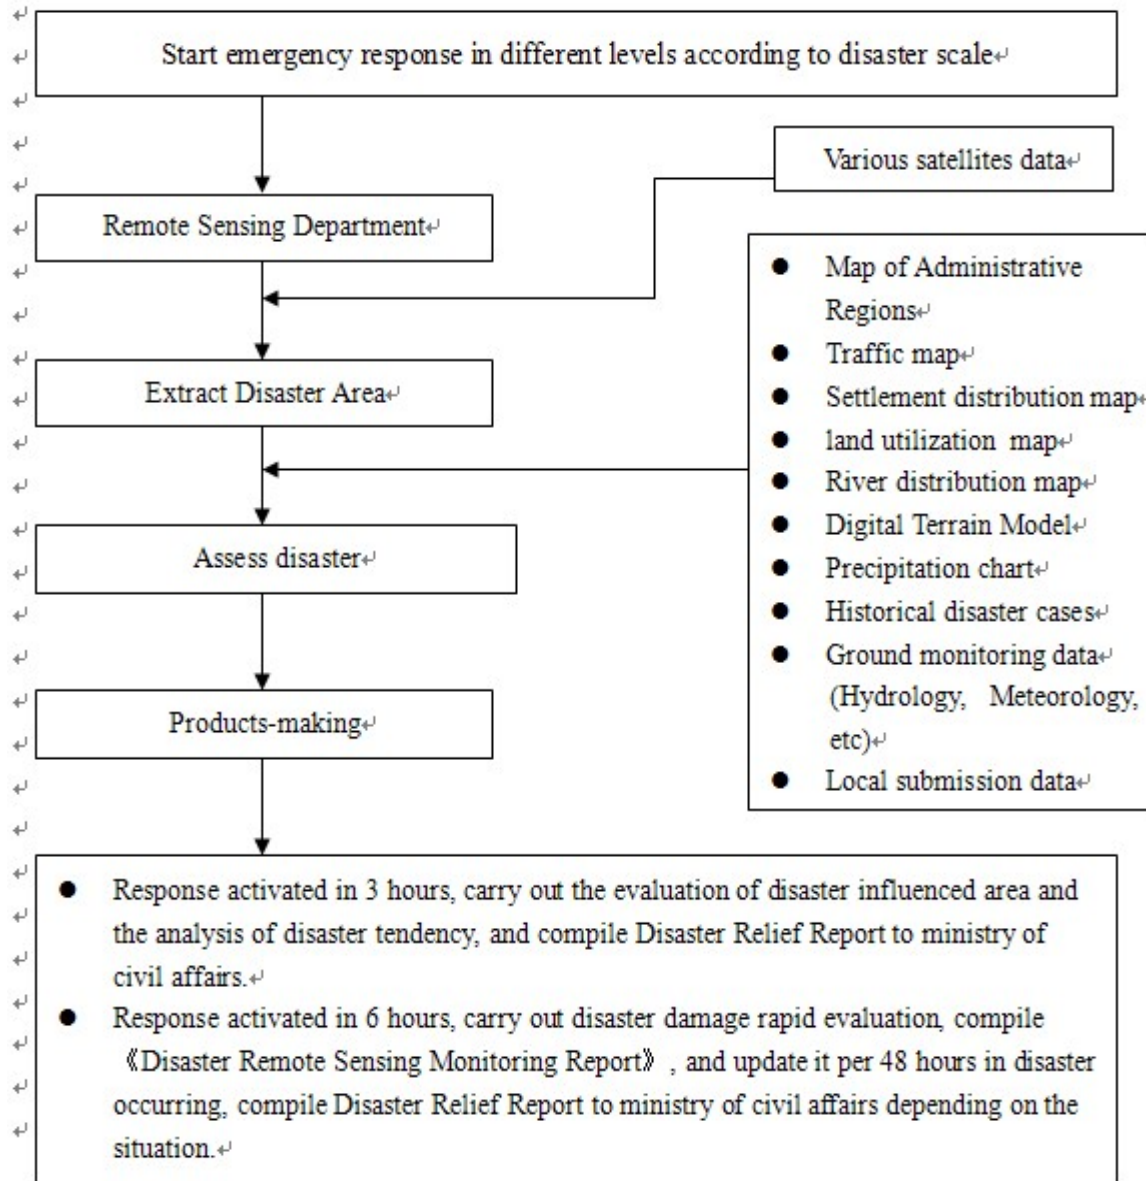 Start emergency response in different levels according to disaster scale↵
Various satellites data↵
Remote Sensing Department↵
Extract Disaster Area↵
● Map of Administrative
Regions↵
● Traffic map↵
● Settlement distribution map↵
● land utilization map↵
● River distribution map↵
● Digital Terrain Model↵
● Precipitation chart↵
● Historical disaster cases↵
● Ground monitoring data↵
(Hydrology, Meteorology,
etc)↵
● Local submission data↵
Assess disaster↵
Products-making↵
● Response activated in 3 hours, carry out the evaluation of disaster influenced area and
the analysis of disaster tendency, and compile Disaster Relief Report to ministry of
civil affairs.↵
● Response activated in 6 hours, carry out disaster damage rapid evaluation, compile
《Disaster Remote Sensing Monitoring Report》, and update it per 48 hours in disaster
occurring, compile Disaster Relief Report to ministry of civil affairs depending on the
situation.↵